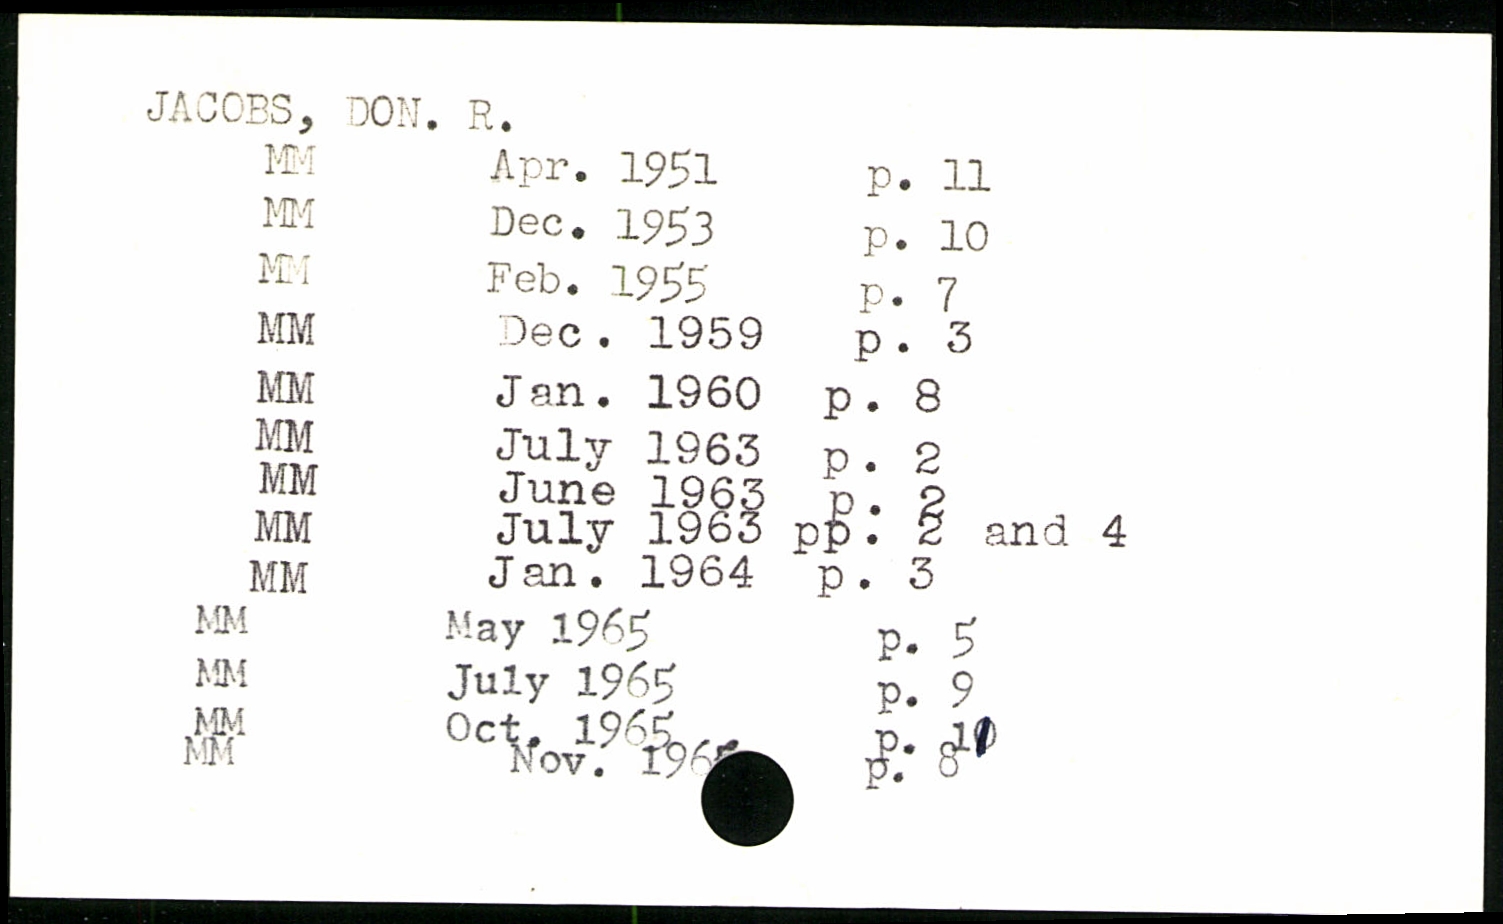 JACOBS, DON. R.
MM Apr. 1951 p. 11
MM Dec. 1953 p. 10
MM Feb. 1955 p. 7
MM Dec. 1959 p. 3
MM Jan. 1960 p. 8
MM July 1963 p. 2
MM June 1963 p. 2
MM July 1963 pp. 2 and 4
MM Jan. 1964 p. 3
MM May 1965 p. 5
MM July 1965 p. 9
MM Oct. 1965 p.
MM Nov. p. 8